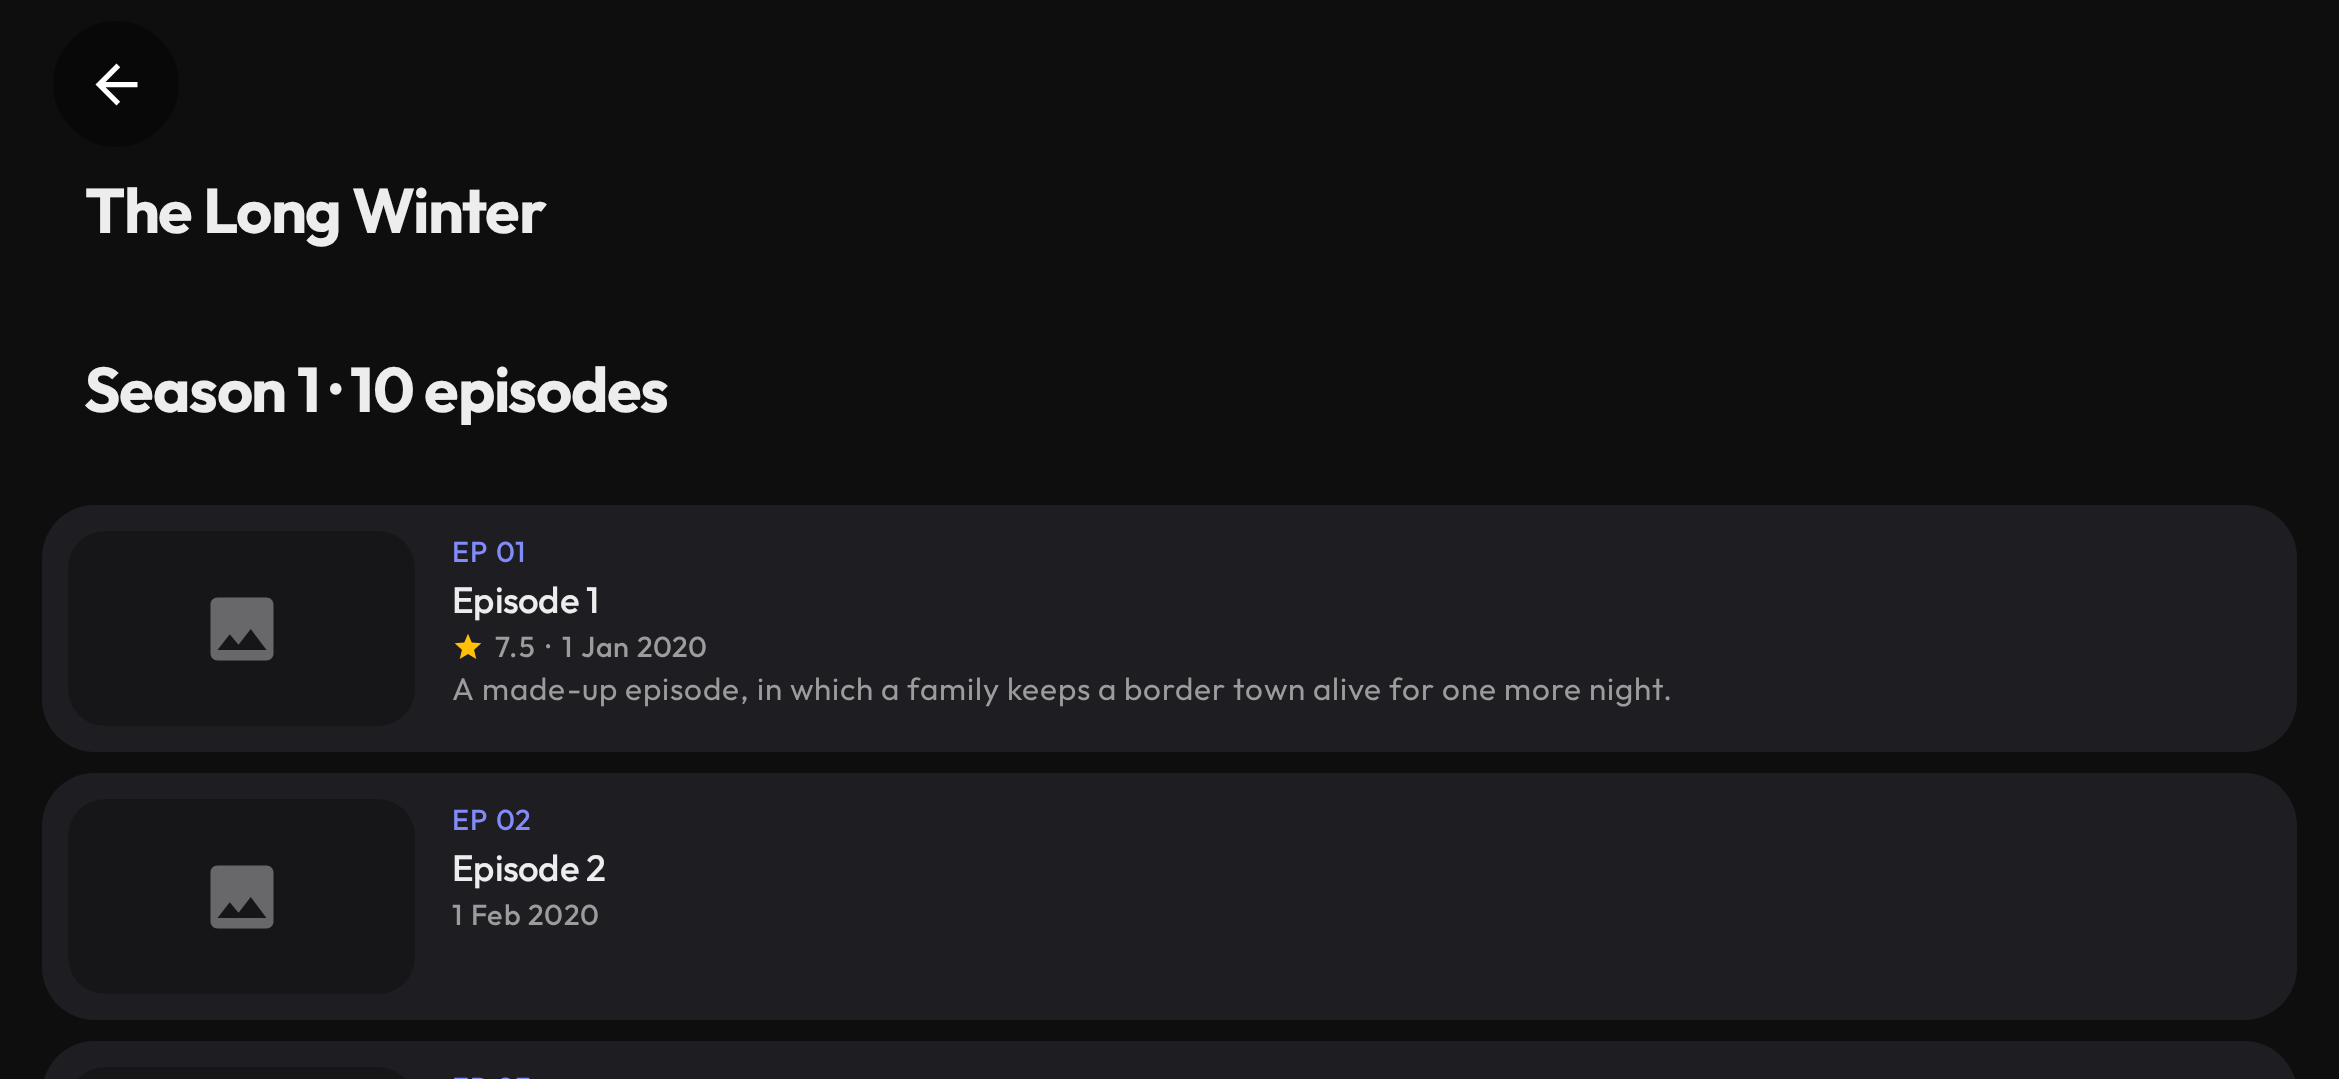 The Long Winter
Season 1 · 10 episodes
EP 01
Episode 1
7.5 · 1 Jan 2020
A made-up episode, in which a family keeps a border town alive for one more night.
EP 02
Episode 2
1 Feb 2020